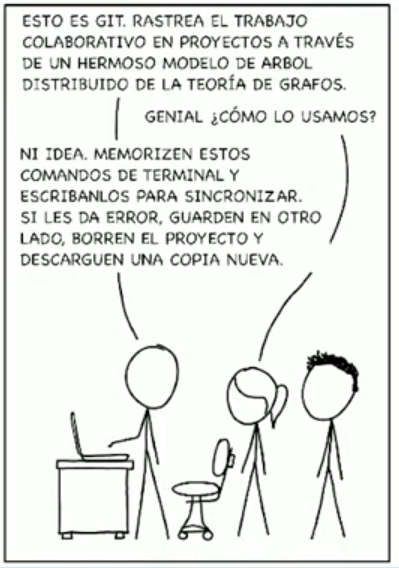 ESTO ES GIT. RASTREA EL TRABAJO
COLABORATIVO EN PROYECTOS A TRAVÉS
DE UN HERMOSO MODELO DE ARBOL
DISTRIBUIDO DE LA TEORÍA DE GRAFOS.
GENIAL ¿CÓMO LO USAMOS?
NI IDEA. MEMORIZEN ESTOS
COMANDOS DE TERMINAL Y
ESCRIBANLOS PARA SINCRONIZAR.
SI LES DA ERROR, GUARDEN EN OTRO
LADO, BORREN EL PROYECTO Y
DESCARGUEN UNA COPIA NUEVA.